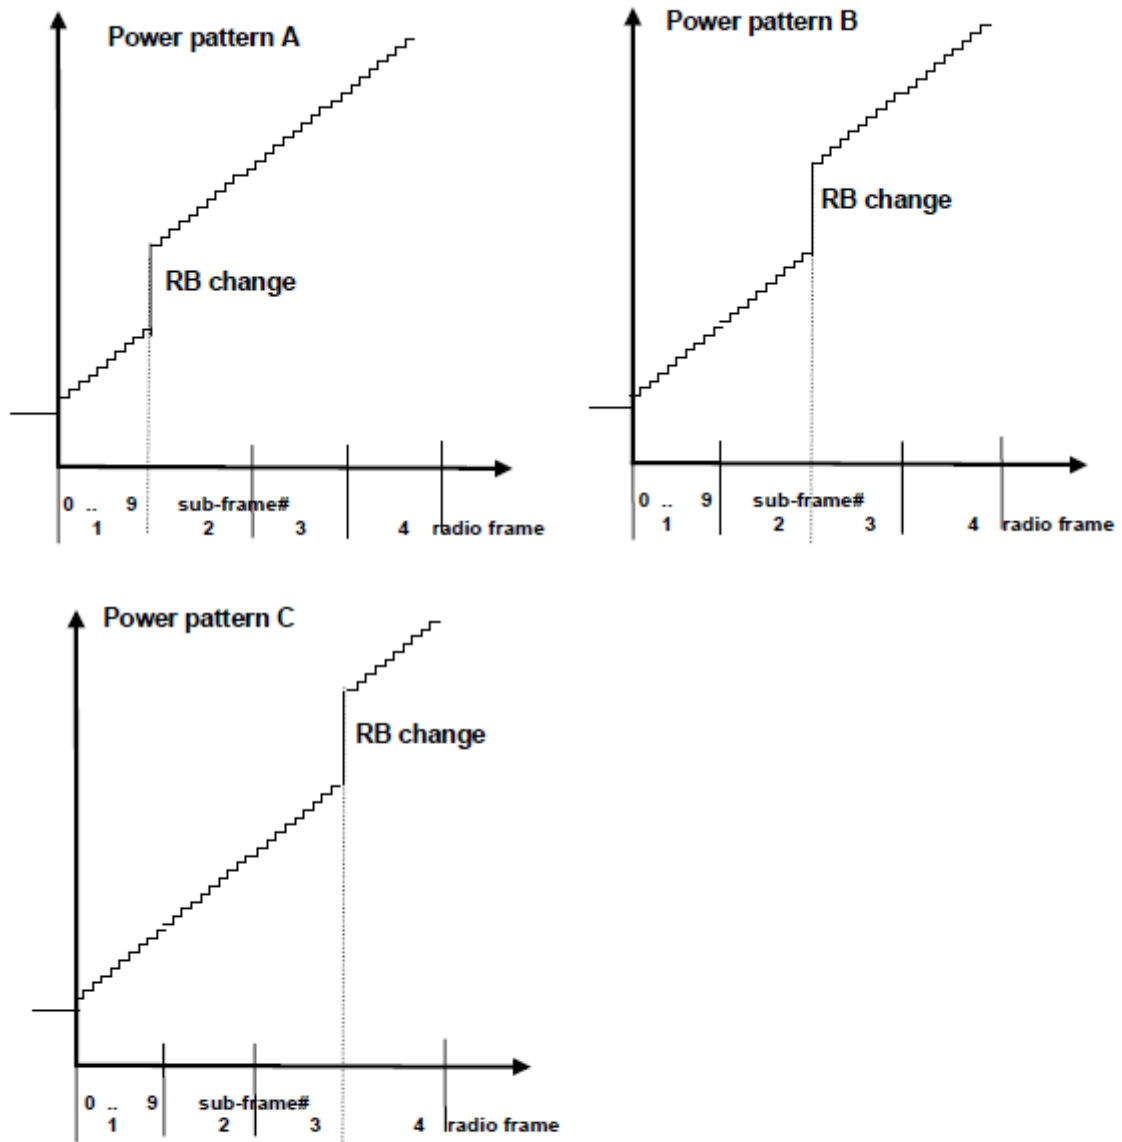 Power pattern A
RB change
0 .. 9 sub-frame#
1 2 3 4 radio frame
Power pattern B
RB change
0 .. 9 sub-frame#
1 2 3 4 radio frame
Power pattern C
RB change
0 .. 9 sub-frame#
1 2 3 4 radio frame